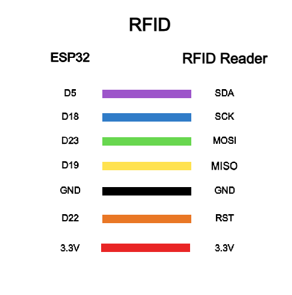 RFID
ESP32 RFID Reader
D5 SDA
D18 SCK
D23 MOSI
D19 MISO
GND GND
D22 RST
3.3V 3.3V